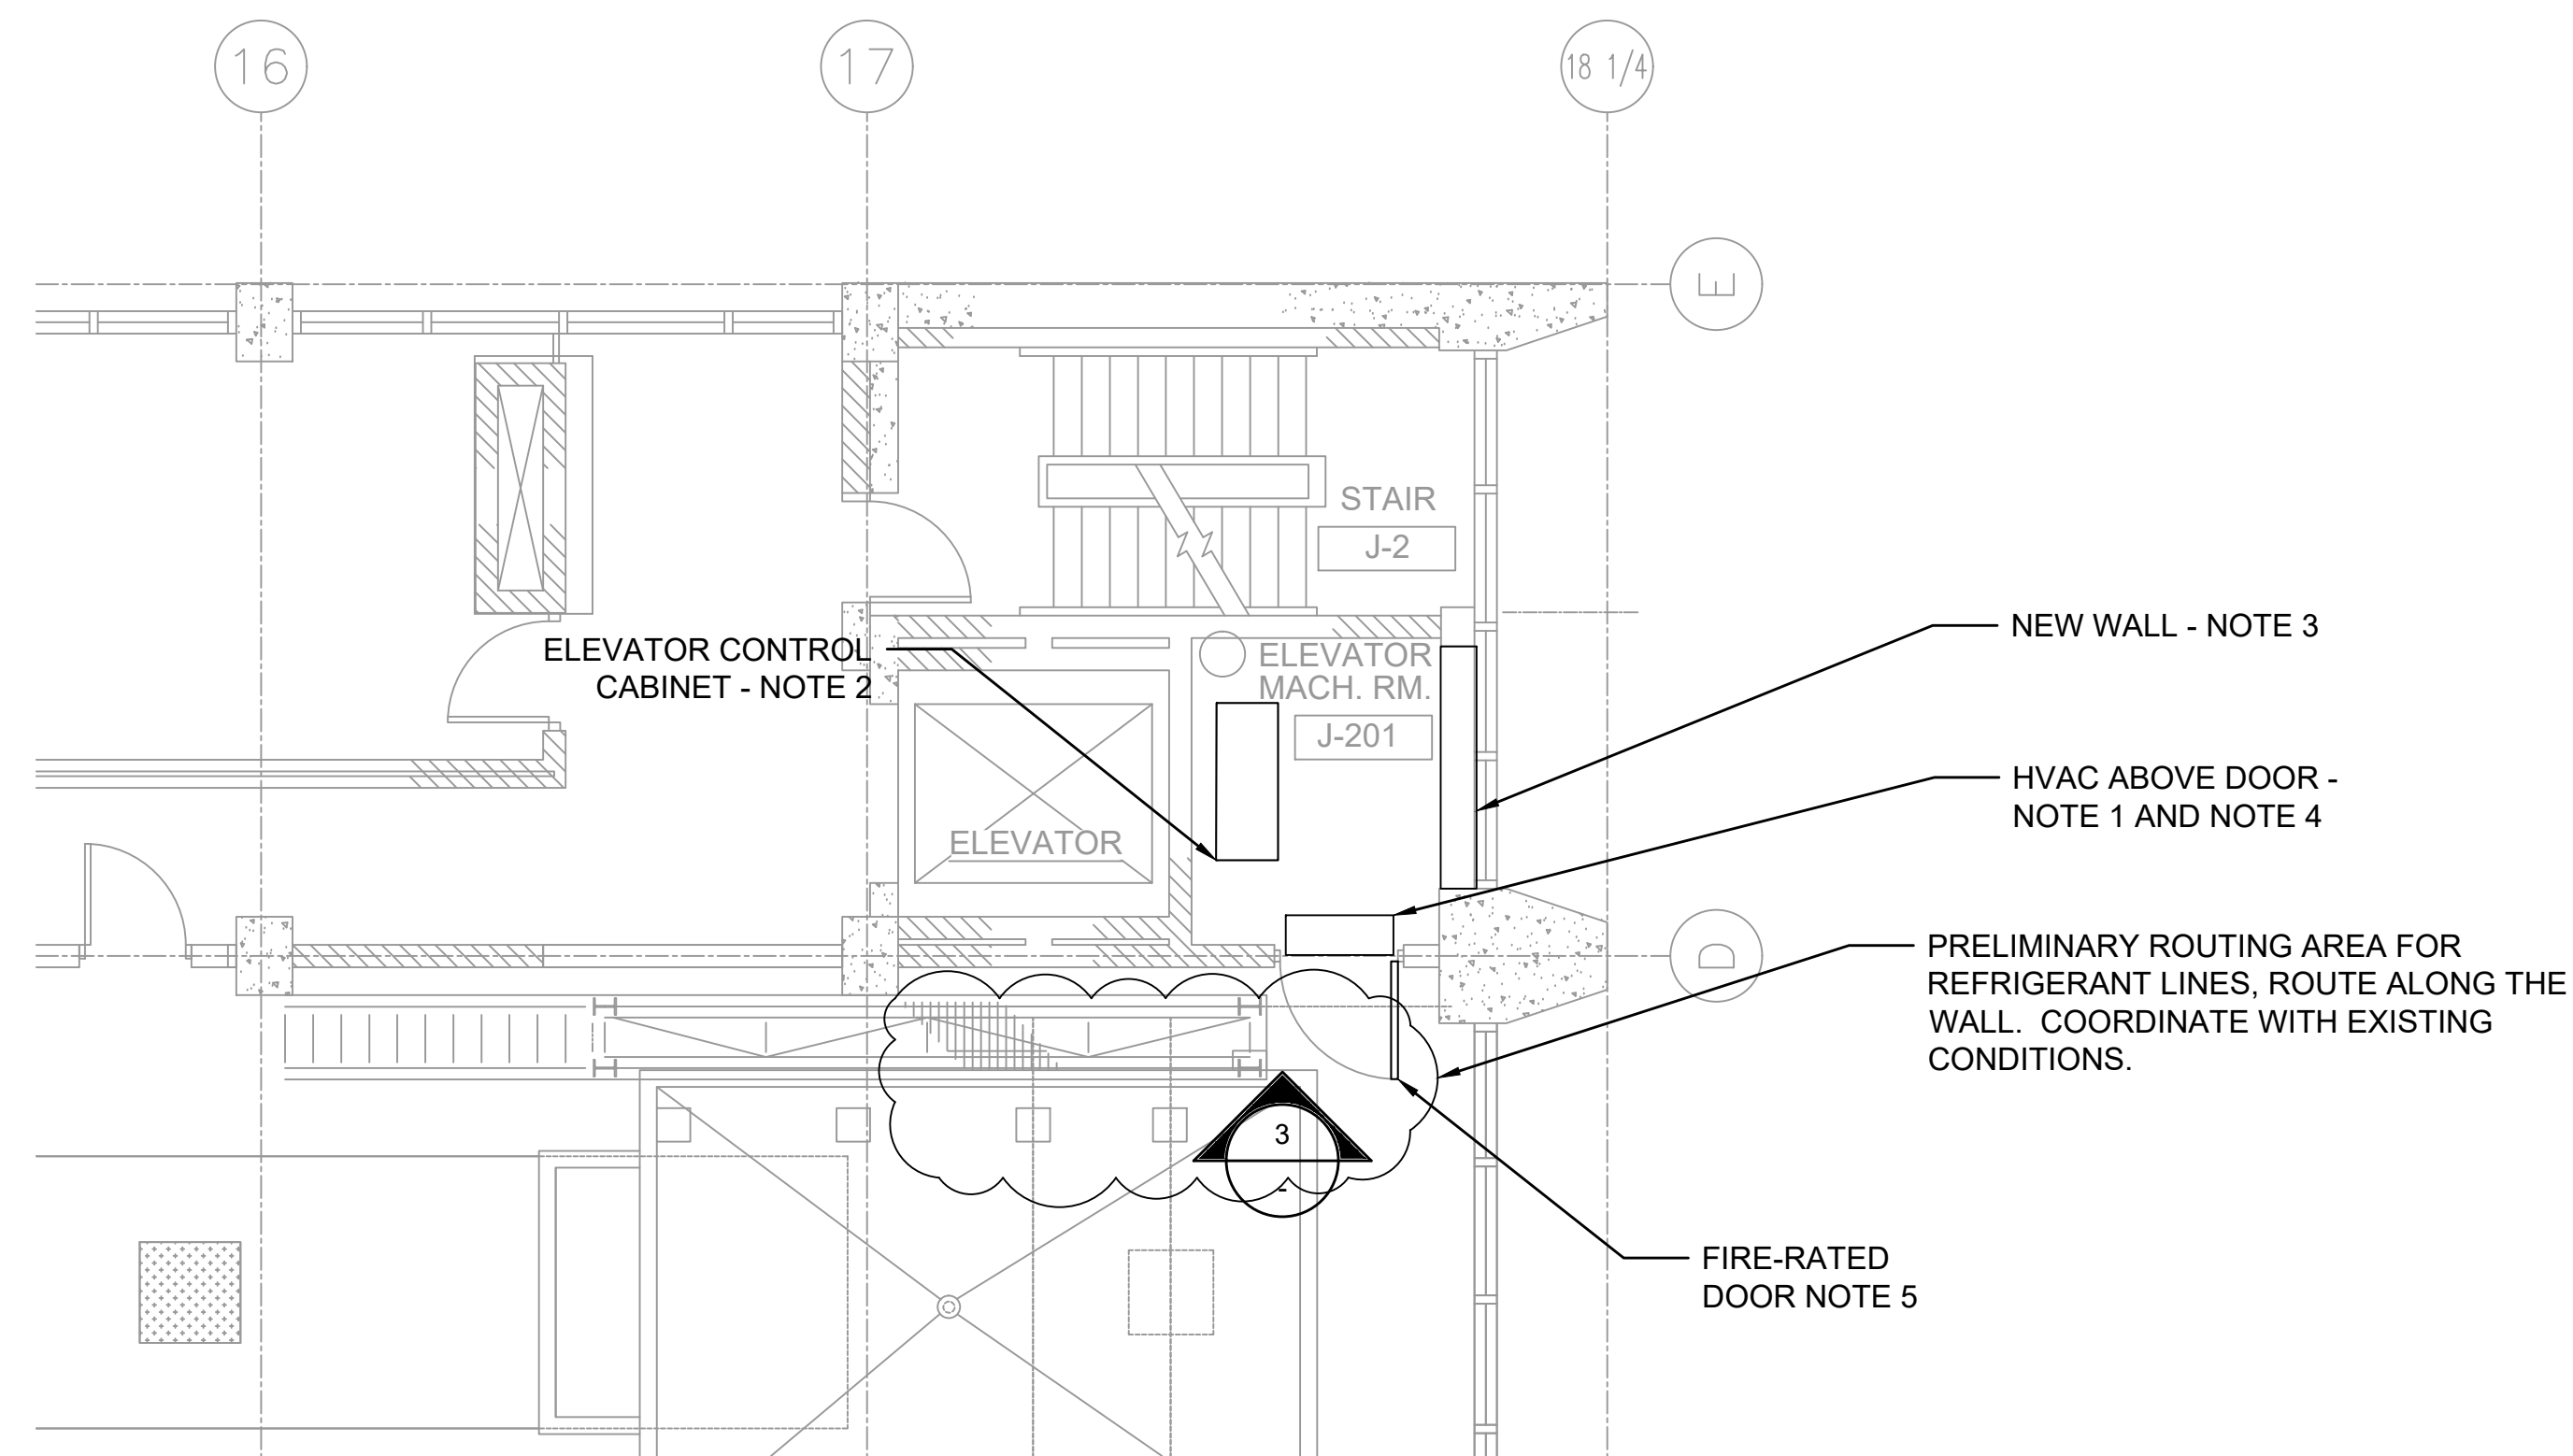 16
17
18 1/4
E
STAIR
J-2
NEW WALL - NOTE 3
ELEVATOR CONTROL
CABINET - NOTE 2
ELEVATOR
MACH. RM.
J-201
HVAC ABOVE DOOR -
NOTE 1 AND NOTE 4
ELEVATOR
D
PRELIMINARY ROUTING AREA FOR
REFRIGERANT LINES, ROUTE ALONG THE
WALL.  COORDINATE WITH EXISTING
CONDITIONS.
3
-
FIRE-RATED
DOOR NOTE 5